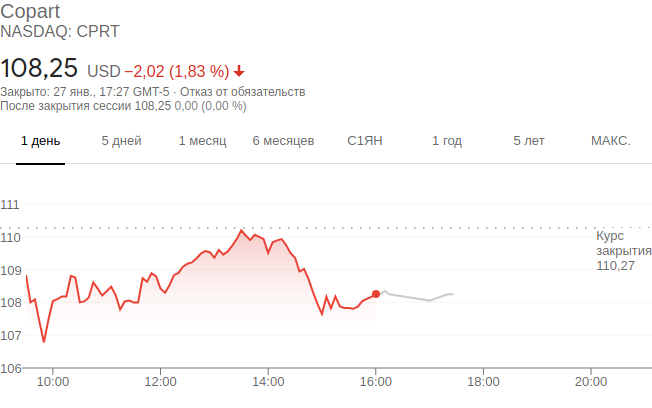 Copart
NASDAQ: CPRT
108,25 USD −2,02 (1,83 %)
Закрыто: 27 янв., 17:27 GMT-5 · Отказ от обязательств
После закрытия сессии 108,25 0,00 (0,00 %)
1 день 5 дней 1 месяц 6 месяцев С1ЯН 1 год 5 лет МАКС.
111
110
109
108
107
106
Курс
закрытия
110,27
10:00 12:00 14:00 16:00 18:00 20:00